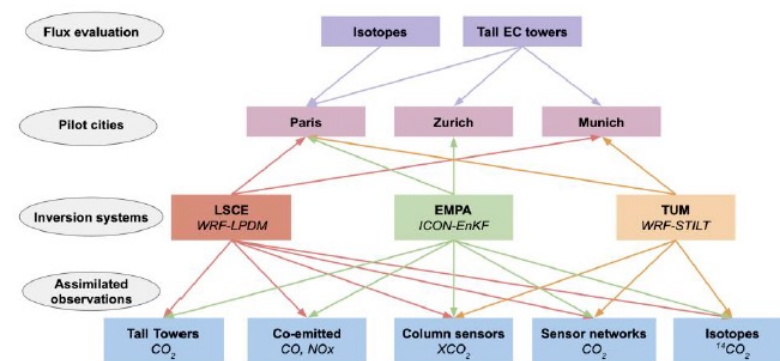 Flux evaluation
Isotopes
Tall EC towers
Pilot cities
Paris
Zurich
Munich
Inversion systems
LSCE
WRF-LPDM
EMPA
ICON-EnKF
TUM
WRF-STILT
Assimilated
observations
Tall Towers
CO₂
Co-emitted
CO, NOx
Column sensors
XCO₂
Sensor networks
CO₂
Isotopes
¹⁴CO₂